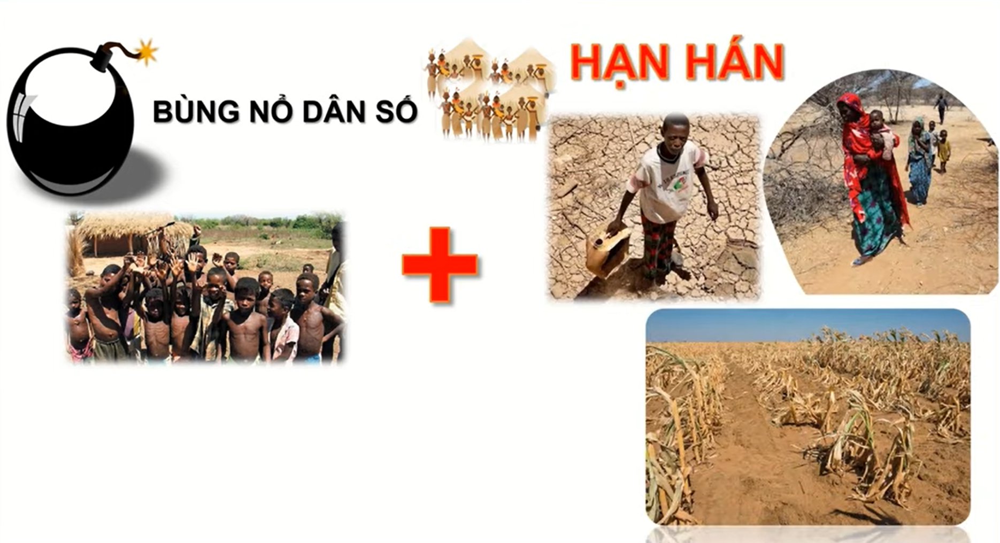 BÙNG NỔ DÂN SỐ
HẠN HÁN